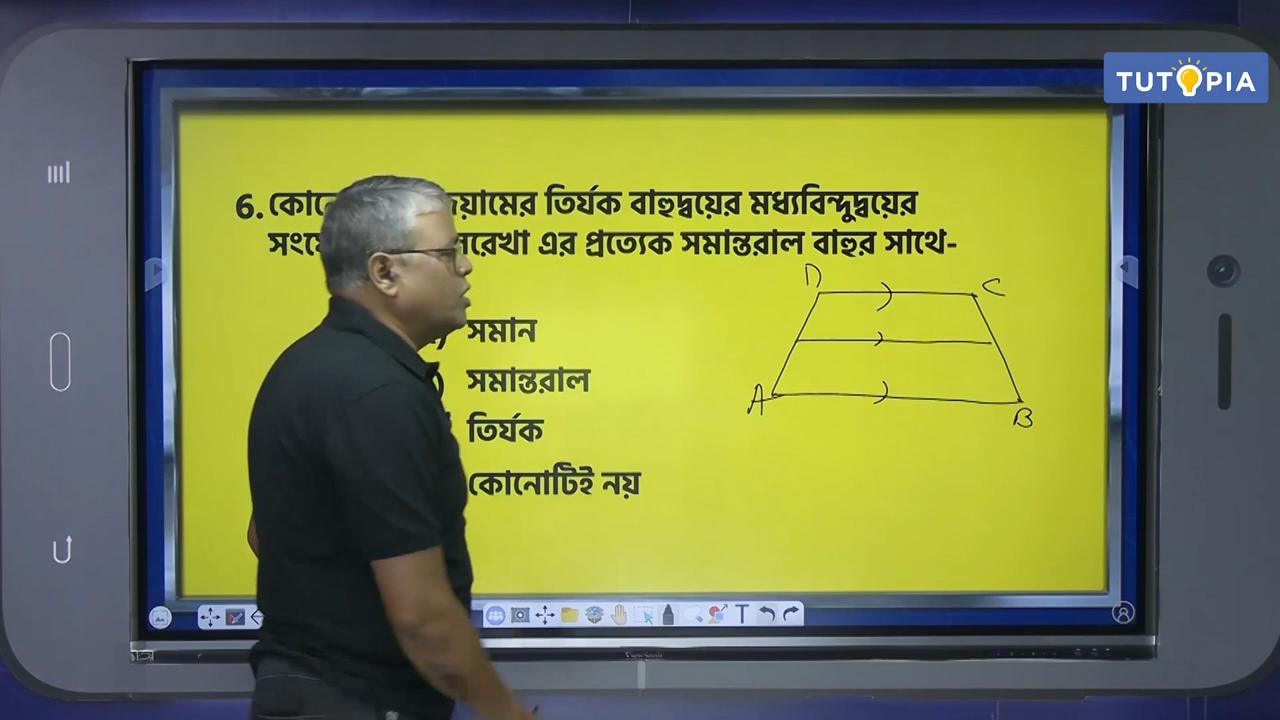 TUTOPIA
6. য়ামের তির্যক বাহুদ্বয়ের মধ্যবিন্দুদ্বয়ের
এর প্রত্যেক সমান্তরাল বাহুর সাথে-
D C
সমান
সমান্তরাল
A B
তির্যক
কোনোটিই নয়